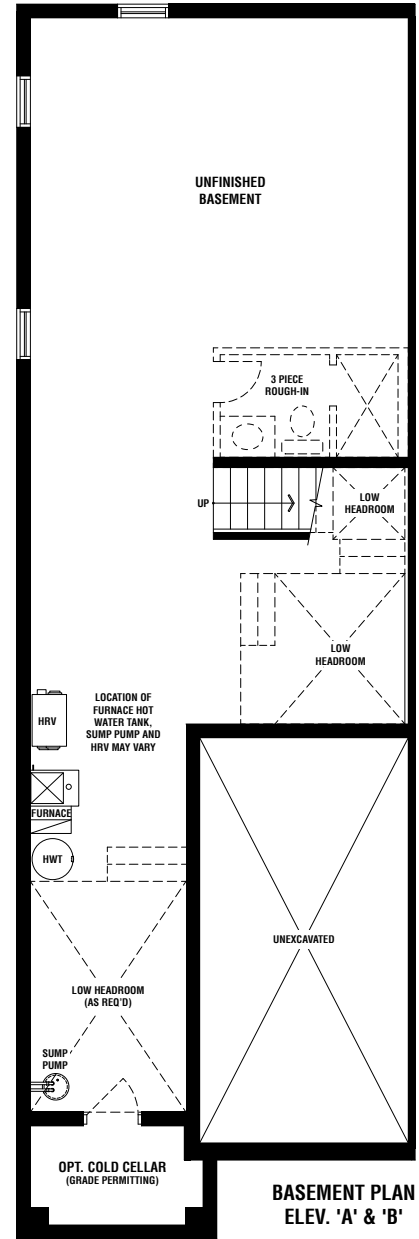 UNFINISHED
BASEMENT
3 PIECE
ROUGH-IN
UP
LOW
HEADROOM
LOW
HEADROOM
LOCATION OF
FURNACE HOT
WATER TANK,
SUMP PUMP AND
HRV MAY VARY
HRV
FURNACE
HWT
UNEXCAVATED
LOW HEADROOM
(AS REQ'D)
SUMP
PUMP
OPT. COLD CELLAR
(GRADE PERMITTING)
BASEMENT PLAN
ELEV. 'A' & 'B'